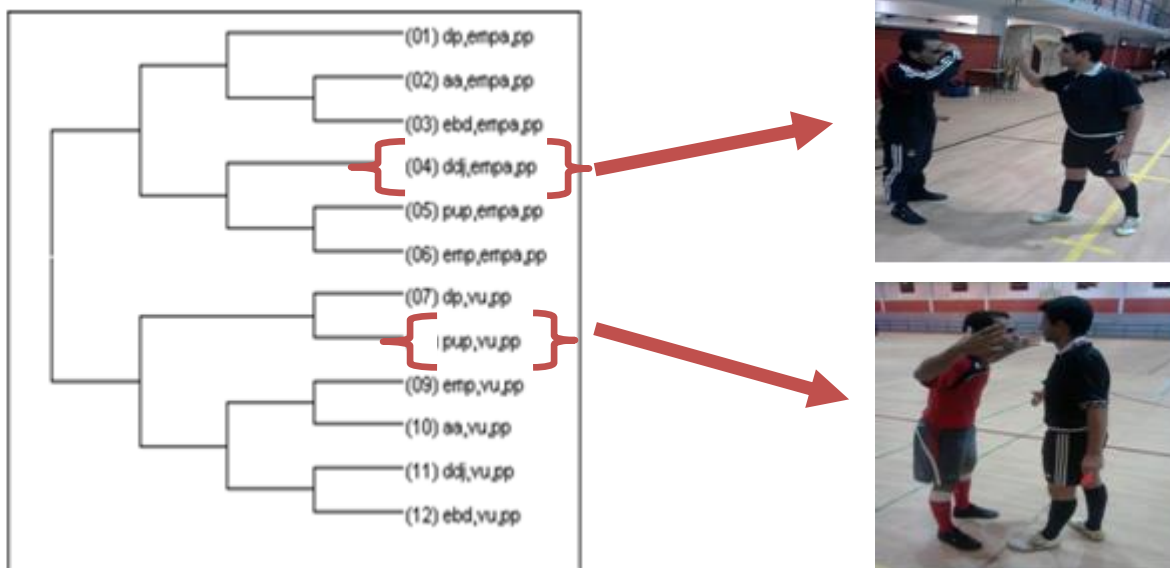 (01) dp,empa,pp
(02) aa,empa,pp
(03) ebd,empa,pp
(04) ddj,empa,pp
(05) pup,empa,pp
(06) emp,empa,pp
(07) dp,vu,pp
pup,vu,pp
(09) emp,vu,pp
(10) aa,vu,pp
(11) ddj,vu,pp
(12) ebd,vu,pp